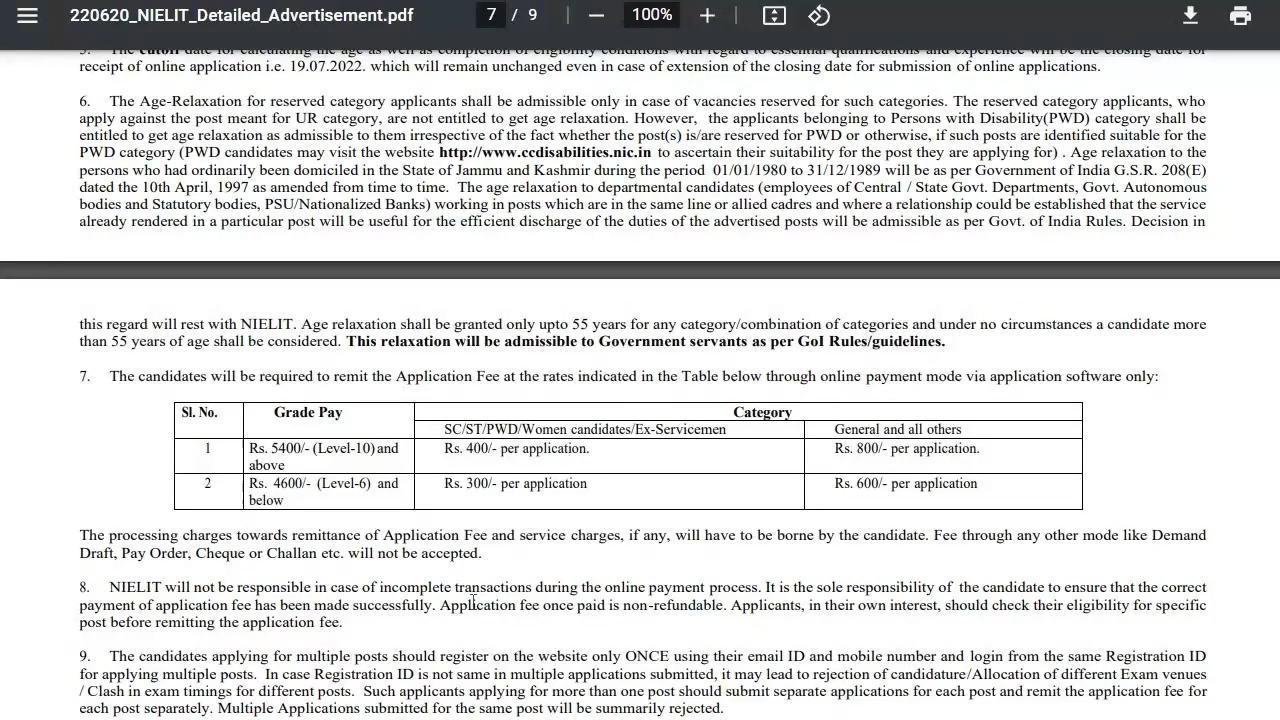 220620_NIELIT_Detailed_Advertisement.pdf 7 / 9 100%
5. The cutoff date for calculating the age as well as completion of eligibility conditions with regard to essential qualifications and experience will be the closing date for
receipt of online application i.e. 19.07.2022. which will remain unchanged even in case of extension of the closing date for submission of online applications.
6. The Age-Relaxation for reserved category applicants shall be admissible only in case of vacancies reserved for such categories. The reserved category applicants, who
apply against the post meant for UR category, are not entitled to get age relaxation. However, the applicants belonging to Persons with Disability(PWD) category shall be
entitled to get age relaxation as admissible to them irrespective of the fact whether the post(s) is/are reserved for PWD or otherwise, if such posts are identified suitable for the
PWD category (PWD candidates may visit the website http://www.ccdisabilities.nic.in to ascertain their suitability for the post they are applying for) . Age relaxation to the
persons who had ordinarily been domiciled in the State of Jammu and Kashmir during the period 01/01/1980 to 31/12/1989 will be as per Government of India G.S.R. 208(E)
dated the 10th April, 1997 as amended from time to time. The age relaxation to departmental candidates (employees of Central / State Govt. Departments, Govt. Autonomous
bodies and Statutory bodies, PSU/Nationalized Banks) working in posts which are in the same line or allied cadres and where a relationship could be established that the service
already rendered in a particular post will be useful for the efficient discharge of the duties of the advertised posts will be admissible as per Govt. of India Rules. Decision in
this regard will rest with NIELIT. Age relaxation shall be granted only upto 55 years for any category/combination of categories and under no circumstances a candidate more
than 55 years of age shall be considered. This relaxation will be admissible to Government servants as per GoI Rules/guidelines.
7. The candidates will be required to remit the Application Fee at the rates indicated in the Table below through online payment mode via application software only:
Sl. No. Grade Pay Category
SC/ST/PWD/Women candidates/Ex-Servicemen General and all others
1 Rs. 5400/- (Level-10) and Rs. 400/- per application. Rs. 800/- per application.
above
2 Rs. 4600/- (Level-6) and Rs. 300/- per application Rs. 600/- per application
below
The processing charges towards remittance of Application Fee and service charges, if any, will have to be borne by the candidate. Fee through any other mode like Demand
Draft, Pay Order, Cheque or Challan etc. will not be accepted.
8. NIELIT will not be responsible in case of incomplete transactions during the online payment process. It is the sole responsibility of the candidate to ensure that the correct
payment of application fee has been made successfully. Application fee once paid is non-refundable. Applicants, in their own interest, should check their eligibility for specific
post before remitting the application fee.
9. The candidates applying for multiple posts should register on the website only ONCE using their email ID and mobile number and login from the same Registration ID
for applying multiple posts. In case Registration ID is not same in multiple applications submitted, it may lead to rejection of candidature/Allocation of different Exam venues
/ Clash in exam timings for different posts. Such applicants applying for more than one post should submit separate applications for each post and remit the application fee for
each post separately. Multiple Applications submitted for the same post will be summarily rejected.